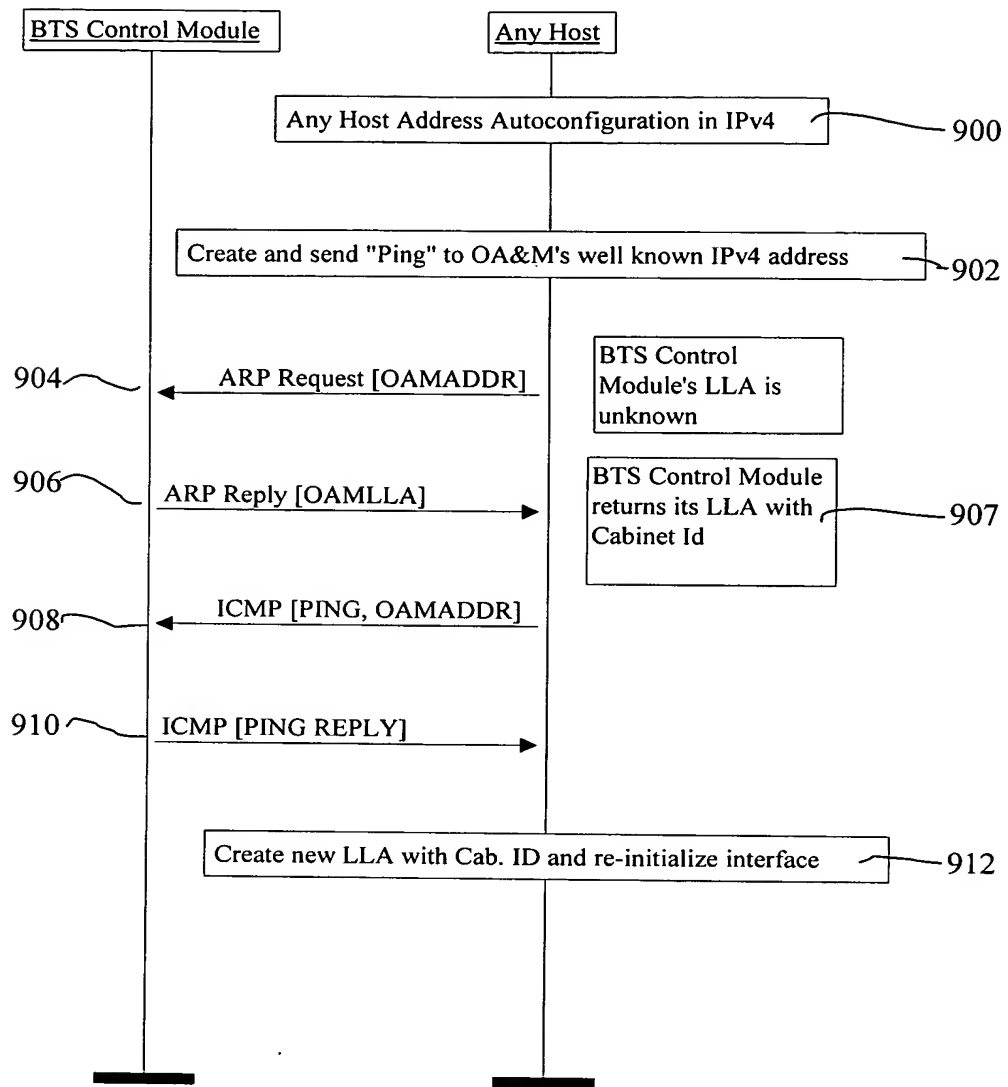 BTS Control Module
Any Host
Any Host Address Autoconfiguration in IPv4
900
Create and send "Ping" to OA&M's well known IPv4 address
902
904
ARP Request [OAMADDR]
BTS Control
Module's LLA is
unknown
906
ARP Reply [OAMLLA]
BTS Control Module
returns its LLA with
Cabinet Id
907
908
ICMP [PING, OAMADDR]
910
ICMP [PING REPLY]
Create new LLA with Cab. ID and re-initialize interface
912